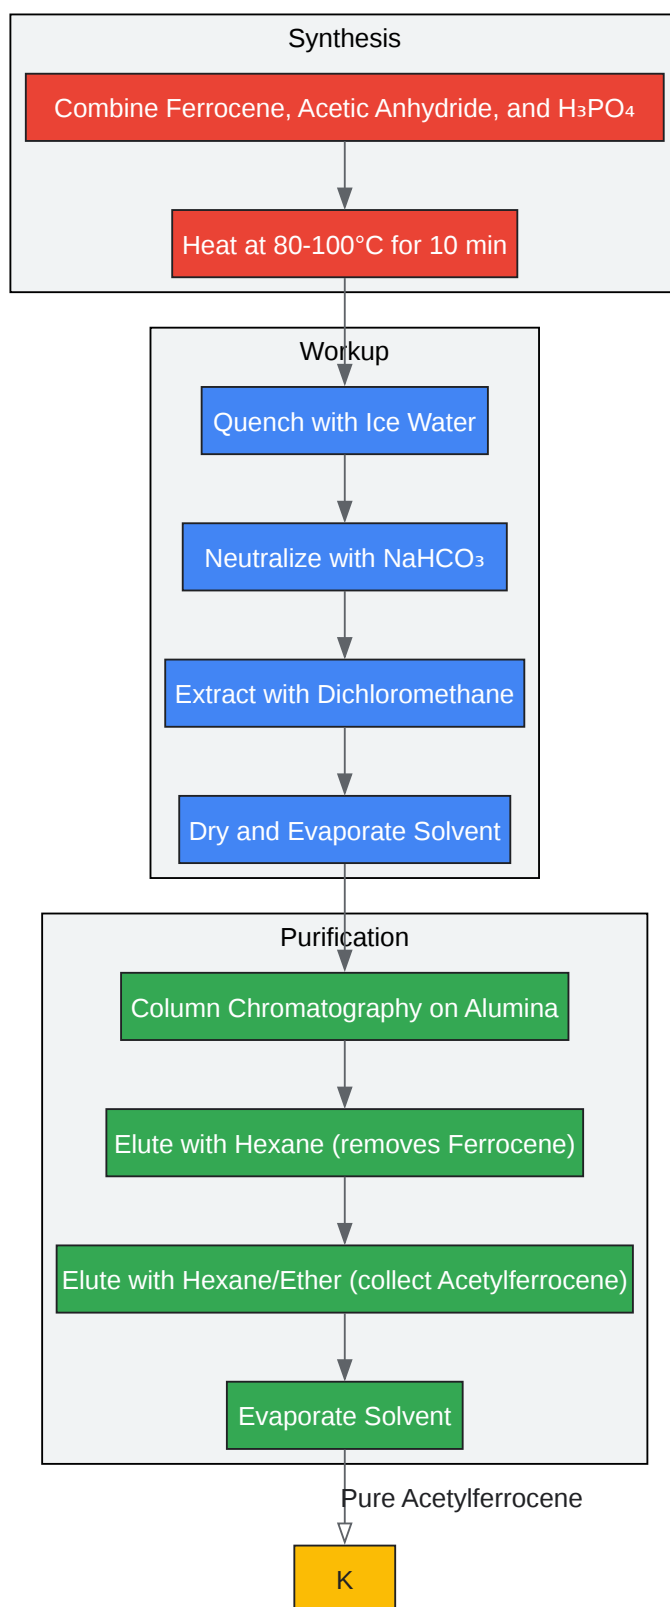 Synthesis
Combine Ferrocene, Acetic Anhydride, and H₃PO₄
Heat at 80-100°C for 10 min
Workup
Quench with Ice Water
Neutralize with NaHCO₃
Extract with Dichloromethane
Dry and Evaporate Solvent
Purification
Column Chromatography on Alumina
Elute with Hexane (removes Ferrocene)
Elute with Hexane/Ether (collect Acetylferrocene)
Evaporate Solvent
Pure Acetylferrocene
K